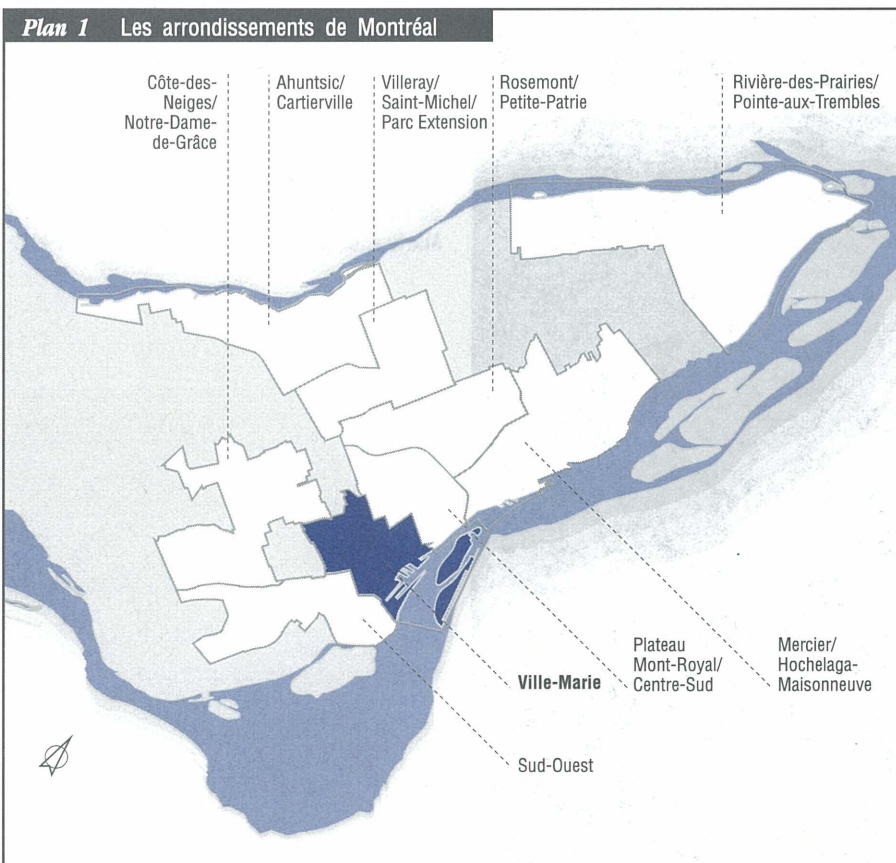 Plan 1 Les arrondissements de Montréal
Côte-des-
Neiges/
Notre-Dame-
de-Grâce
Ahuntsic/
Cartierville
Villeray/
Saint-Michel/
Parc Extension
Rosemont/
Petite-Patrie
Rivière-des-Prairies/
Pointe-aux-Trembles
Ville-Marie
Plateau
Mont-Royal/
Centre-Sud
Mercier/
Hochelaga-
Maisonneuve
Sud-Ouest